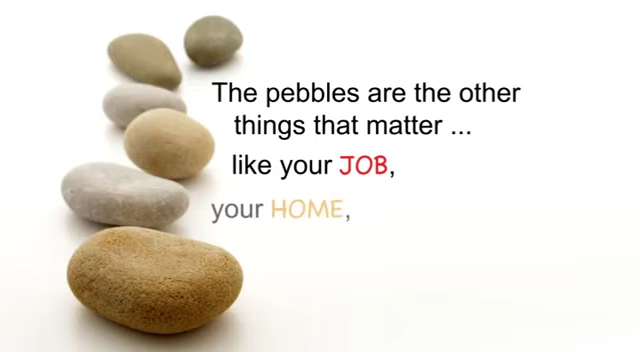 The pebbles are the other
things that matter ...
like your JOB,
your HOME,